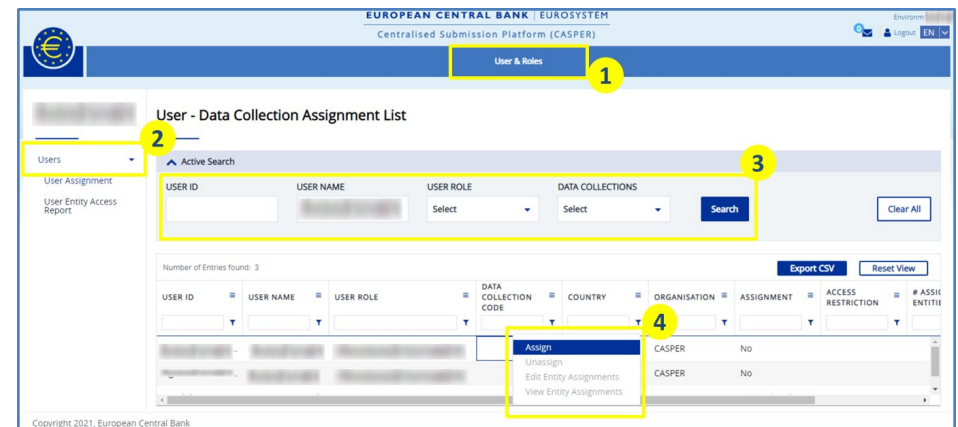 EUROPEAN CENTRAL BANK | EUROSYSTEM
Centralised Submission Platform (CASPER)
Environm
0
Logout EN
User & Roles
1
User - Data Collection Assignment List
2
Users
User Assignment
User Entity Access
Report
Active Search
3
USER ID USER NAME USER ROLE DATA COLLECTIONS
Select Select Search Clear All
Number of Entries found: 3 Export CSV Reset View
USER ID USER NAME USER ROLE DATA COLLECTION CODE COUNTRY ORGANISATION ASSIGNMENT ACCESS RESTRICTION # ASSIG ENTITIE
4
Assign CASPER No
Unassign
Edit Entity Assignments CASPER No
View Entity Assignments
Copyright 2021, European Central Bank